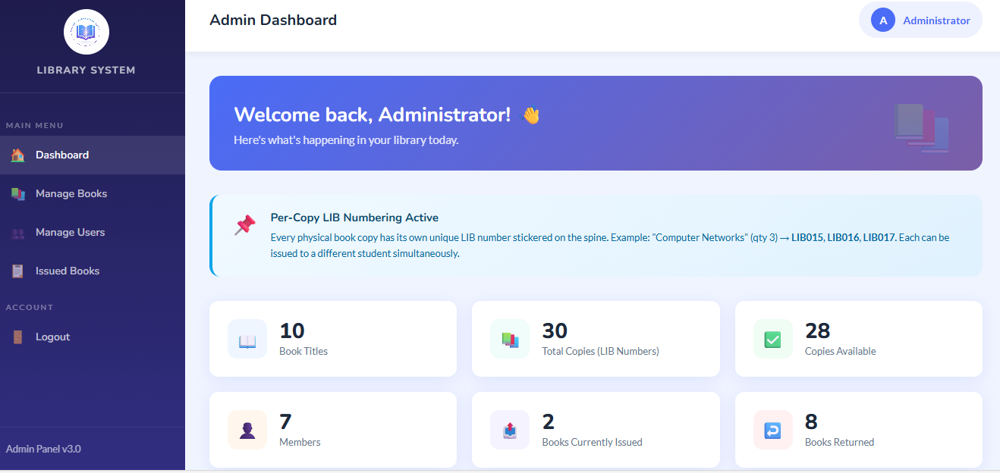 LIBRARY SYSTEM
MAIN MENU
Dashboard
Manage Books
Manage Users
Issued Books
ACCOUNT
Logout
Admin Panel v3.0
Admin Dashboard
A Administrator
Welcome back, Administrator! 👋
Here's what's happening in your library today.
Per-Copy LIB Numbering Active
Every physical book copy has its own unique LIB number stickered on the spine. Example: "Computer Networks" (qty 3) → LIB015, LIB016, LIB017. Each can be
issued to a different student simultaneously.
10
Book Titles
30
Total Copies (LIB Numbers)
28
Copies Available
7
Members
2
Books Currently Issued
8
Books Returned